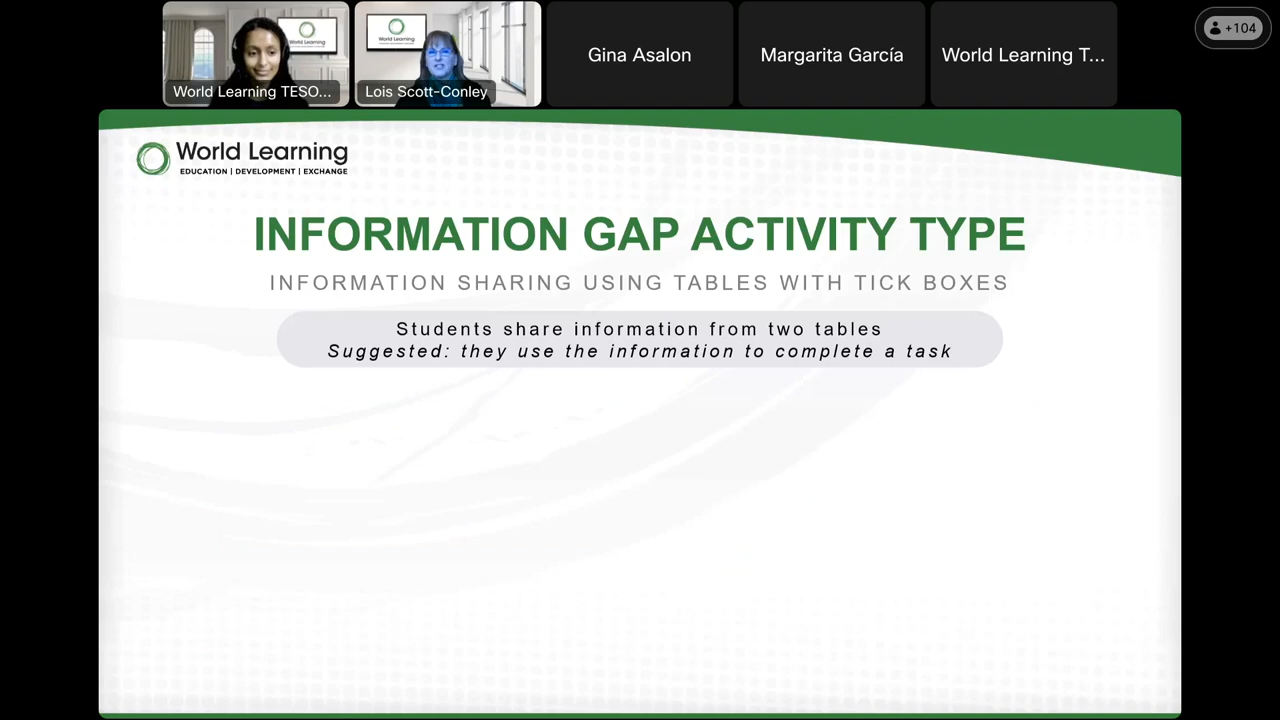 World Learning TESO...
Lois Scott-Conley
Gina Asalon
Margarita García
World Learning T...
+104
World Learning
EDUCATION | DEVELOPMENT | EXCHANGE
INFORMATION GAP ACTIVITY TYPE
INFORMATION SHARING USING TABLES WITH TICK BOXES
Students share information from two tables
Suggested: they use the information to complete a task